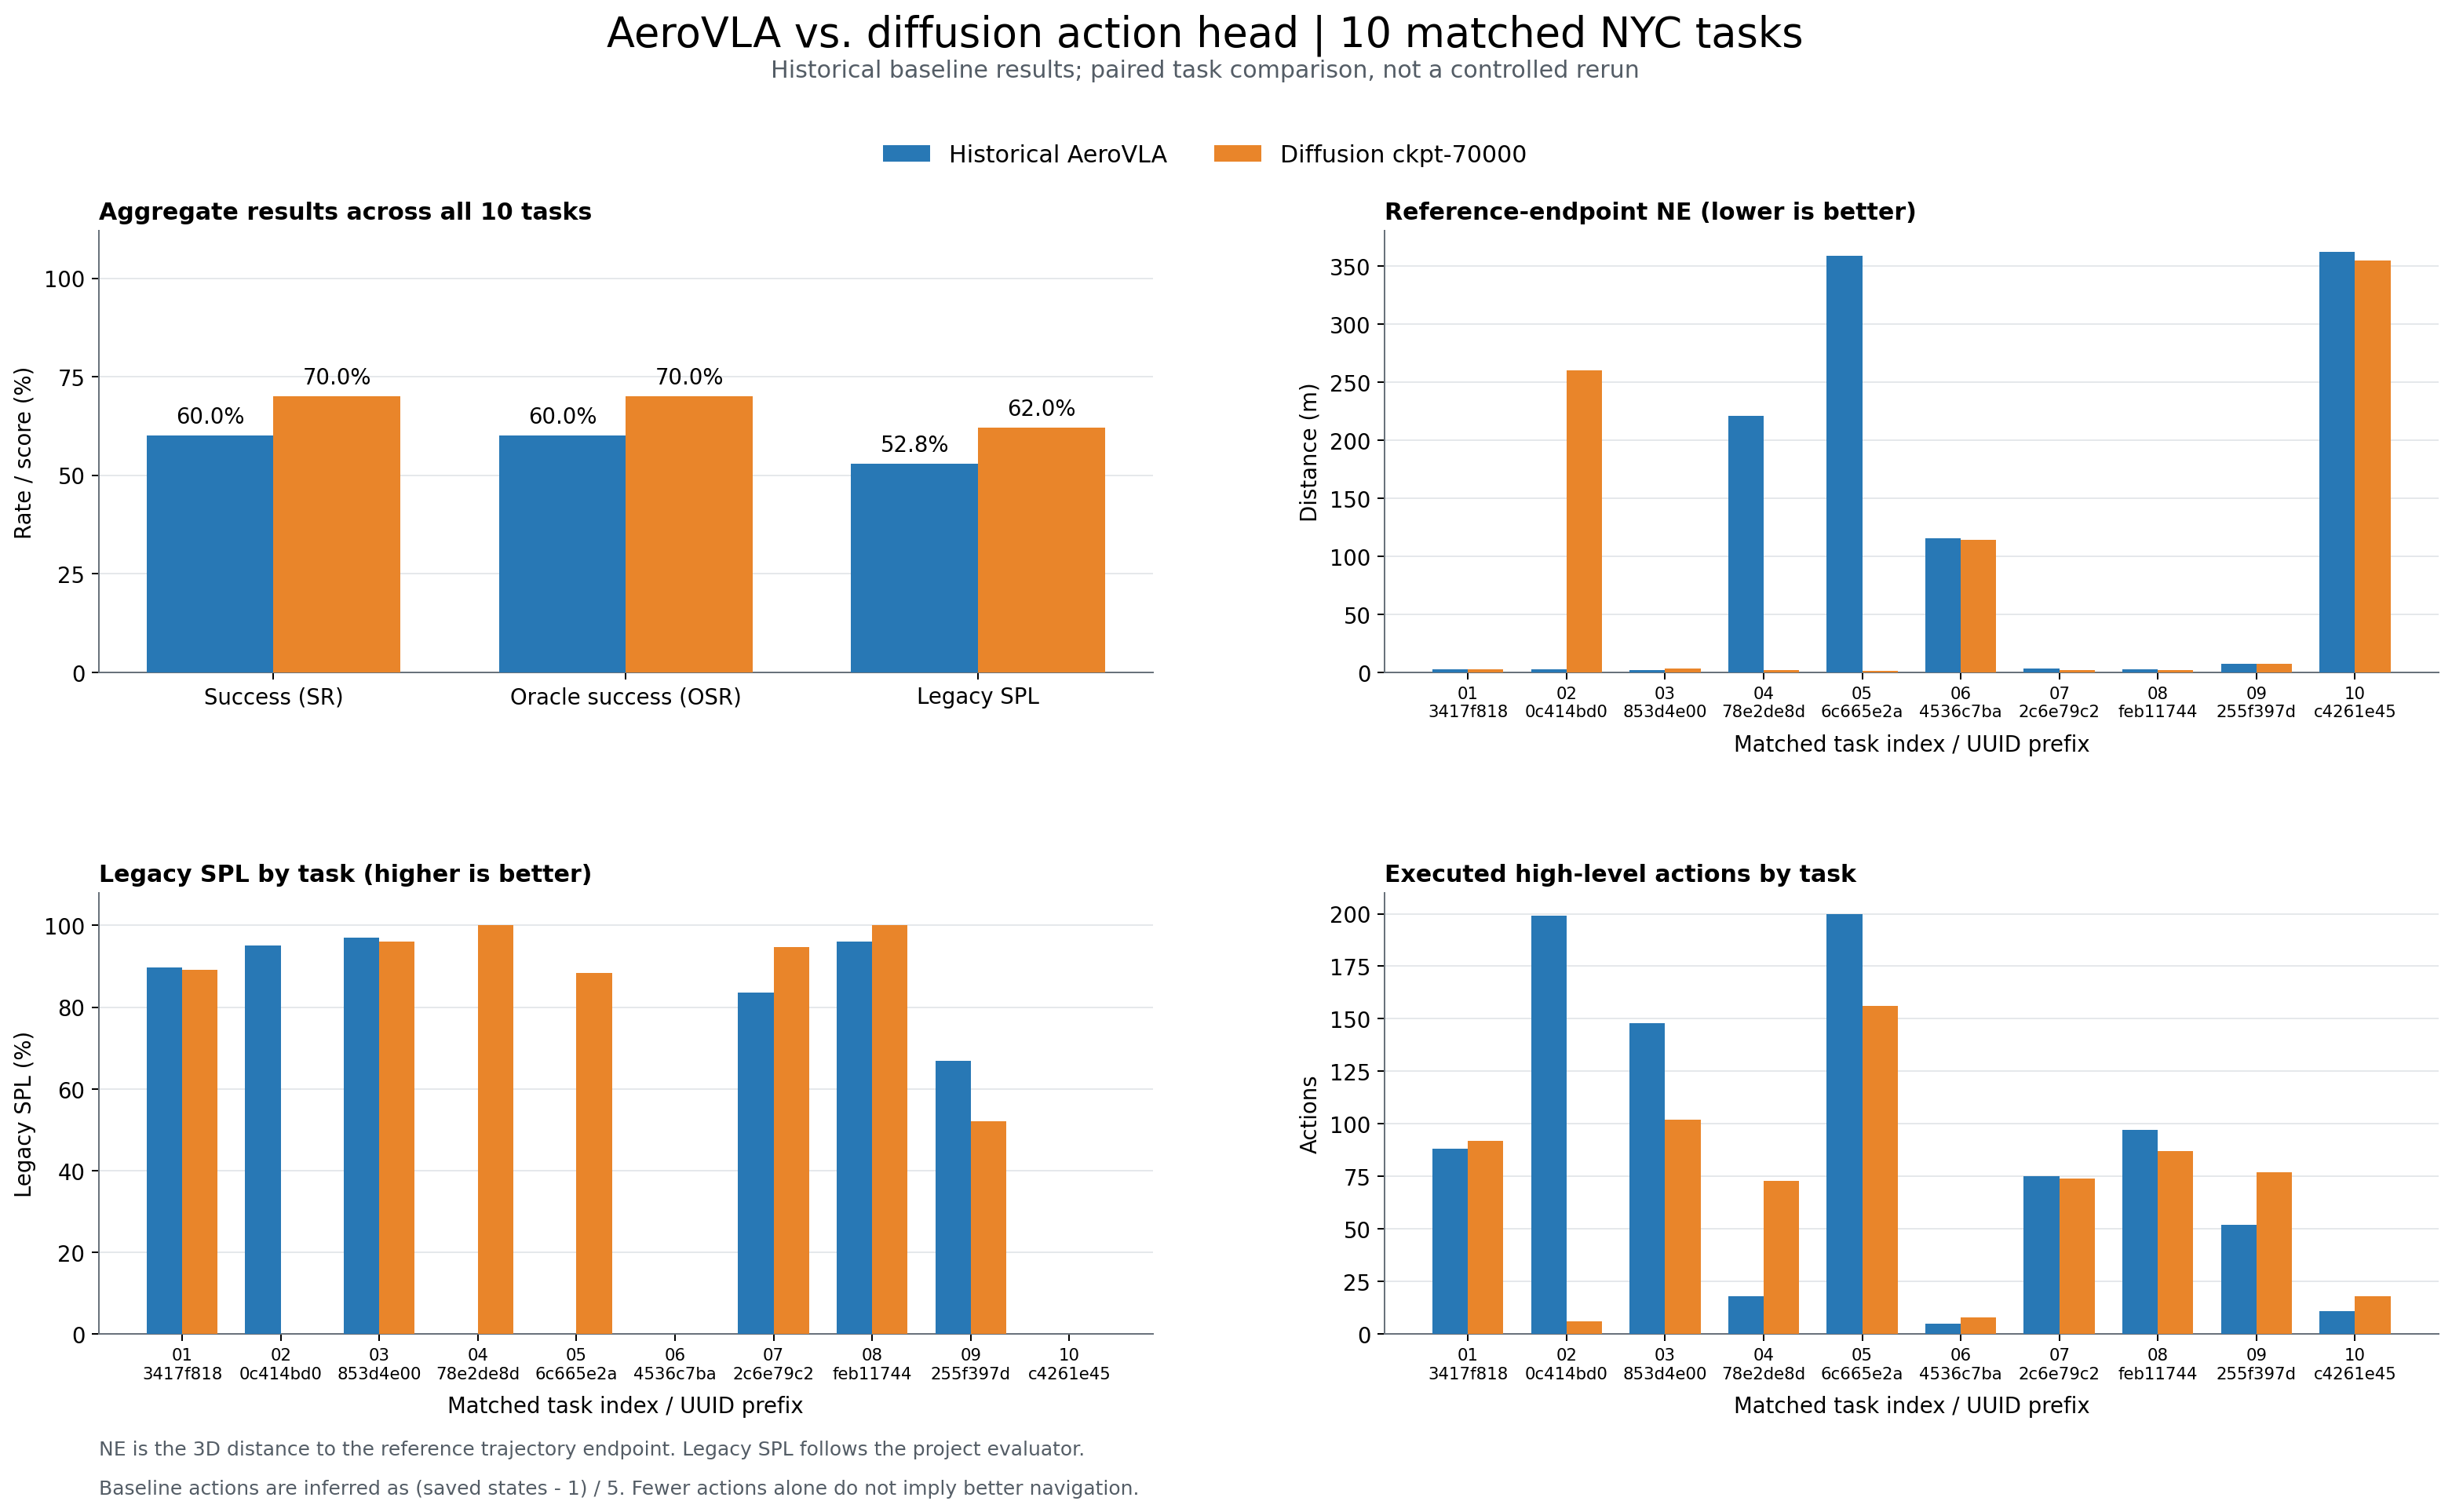 AeroVLA vs. diffusion action head | 10 matched NYC tasks
Historical baseline results; paired task comparison, not a controlled rerun
Historical AeroVLA
Diffusion ckpt-70000
Aggregate results across all 10 tasks
Rate / score (%)
100
75
50
25
0
60.0%
70.0%
60.0%
70.0%
52.8%
62.0%
Success (SR)
Oracle success (OSR)
Legacy SPL
Reference-endpoint NE (lower is better)
Distance (m)
350
300
250
200
150
100
50
0
01 02 03 04 05 06 07 08 09 10
3417f818 0c414bd0 853d4e00 78e2de8d 6c665e2a 4536c7ba 2c6e79c2 feb11744 255f397d c4261e45
Matched task index / UUID prefix
Legacy SPL by task (higher is better)
Legacy SPL (%)
100
80
60
40
20
0
01 02 03 04 05 06 07 08 09 10
3417f818 0c414bd0 853d4e00 78e2de8d 6c665e2a 4536c7ba 2c6e79c2 feb11744 255f397d c4261e45
Matched task index / UUID prefix
Executed high-level actions by task
Actions
200
175
150
125
100
75
50
25
0
01 02 03 04 05 06 07 08 09 10
3417f818 0c414bd0 853d4e00 78e2de8d 6c665e2a 4536c7ba 2c6e79c2 feb11744 255f397d c4261e45
Matched task index / UUID prefix
NE is the 3D distance to the reference trajectory endpoint. Legacy SPL follows the project evaluator.
Baseline actions are inferred as (saved states - 1) / 5. Fewer actions alone do not imply better navigation.